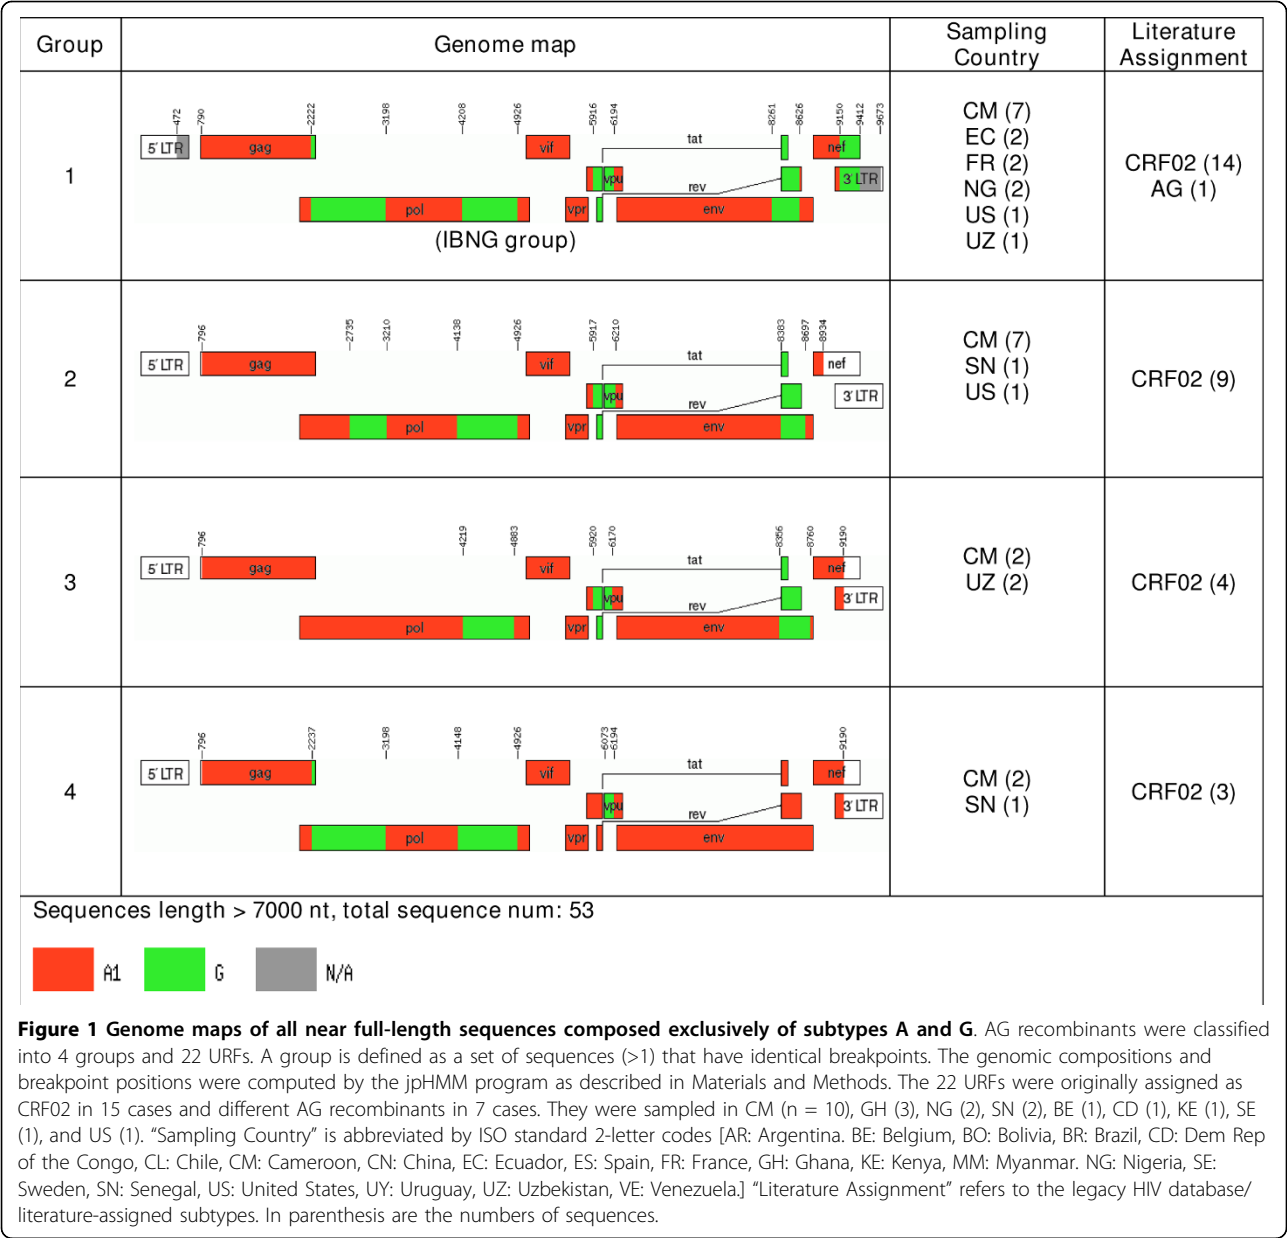 Group
Genome map
Sampling Country
Literature Assignment
1
472 790 2222 3198 4208 4926 5916 6194 8261 8626 9150 9412 9673
5' LTR gag vif tat nef
vpu rev 3' LTR
pol vpr env
(IBNG group)
CM (7)
EC (2)
FR (2)
NG (2)
US (1)
UZ (1)
CRF02 (14)
AG (1)
2
796 2735 3210 4138 4926 5917 6210 8383 8697 8934
5' LTR gag vif tat nef
vpu rev 3' LTR
pol vpr env
CM (7)
SN (1)
US (1)
CRF02 (9)
3
796 4219 4883 5920 6170 8356 8760 9190
5' LTR gag vif tat nef
vpu rev 3' LTR
pol vpr env
CM (2)
UZ (2)
CRF02 (4)
4
796 2237 3198 4148 4926 6073 6194 9190
5' LTR gag vif tat nef
vpu rev 3' LTR
pol vpr env
CM (2)
SN (1)
CRF02 (3)
Sequences length > 7000 nt, total sequence num: 53
A1 G N/A
Figure 1 Genome maps of all near full-length sequences composed exclusively of subtypes A and G. AG recombinants were classified
into 4 groups and 22 URFs. A group is defined as a set of sequences (>1) that have identical breakpoints. The genomic compositions and
breakpoint positions were computed by the jpHMM program as described in Materials and Methods. The 22 URFs were originally assigned as
CRF02 in 15 cases and different AG recombinants in 7 cases. They were sampled in CM (n = 10), GH (3), NG (2), SN (2), BE (1), CD (1), KE (1), SE
(1), and US (1). “Sampling Country” is abbreviated by ISO standard 2-letter codes [AR: Argentina. BE: Belgium, BO: Bolivia, BR: Brazil, CD: Dem Rep
of the Congo, CL: Chile, CM: Cameroon, CN: China, EC: Ecuador, ES: Spain, FR: France, GH: Ghana, KE: Kenya, MM: Myanmar. NG: Nigeria, SE:
Sweden, SN: Senegal, US: United States, UY: Uruguay, UZ: Uzbekistan, VE: Venezuela.] “Literature Assignment” refers to the legacy HIV database/
literature-assigned subtypes. In parenthesis are the numbers of sequences.